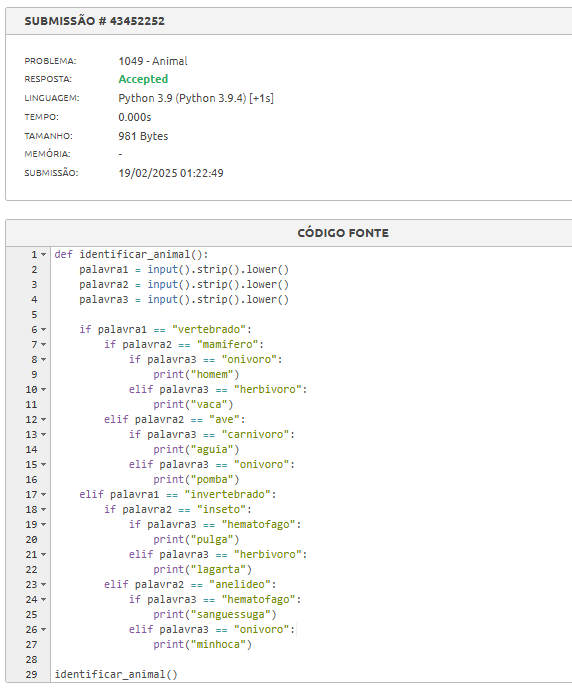 SUBMISSÃO # 43452252
PROBLEMA: 1049 - Animal
RESPOSTA: Accepted
LINGUAGEM: Python 3.9 (Python 3.9.4) [+1s]
TEMPO: 0.000s
TAMANHO: 981 Bytes
MEMÓRIA: -
SUBMISSÃO: 19/02/2025 01:22:49
CÓDIGO FONTE
1 def identificar_animal():
2     palavra1 = input().strip().lower()
3     palavra2 = input().strip().lower()
4     palavra3 = input().strip().lower()
5
6     if palavra1 == "vertebrado":
7         if palavra2 == "mamifero":
8             if palavra3 == "onivoro":
9                 print("homem")
10             elif palavra3 == "herbivoro":
11                 print("vaca")
12         elif palavra2 == "ave":
13             if palavra3 == "carnivoro":
14                 print("aguia")
15             elif palavra3 == "onivoro":
16                 print("pomba")
17     elif palavra1 == "invertebrado":
18         if palavra2 == "inseto":
19             if palavra3 == "hematofago":
20                 print("pulga")
21             elif palavra3 == "herbivoro":
22                 print("lagarta")
23         elif palavra2 == "anelideo":
24             if palavra3 == "hematofago":
25                 print("sanguessuga")
26             elif palavra3 == "onivoro":
27                 print("minhoca")
28
29 identificar_animal()